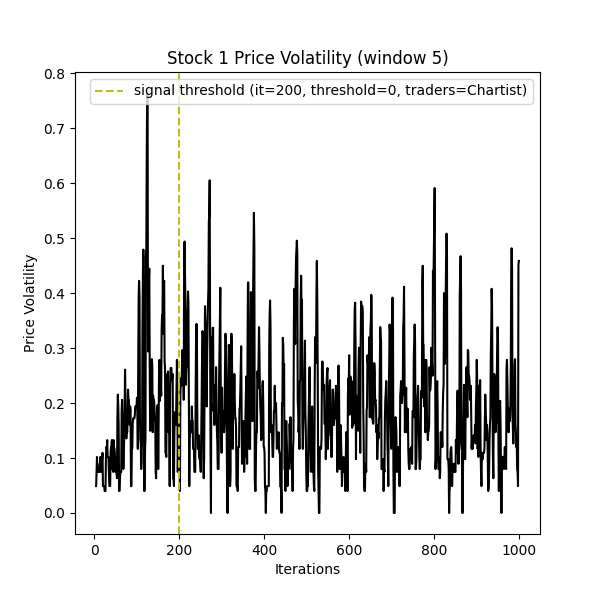 Stock 1 Price Volatility (window 5)
signal threshold (it=200, threshold=0, traders=Chartist)
Price Volatility
0.8
0.7
0.6
0.5
0.4
0.3
0.2
0.1
0.0
0 200 400 600 800 1000
Iterations